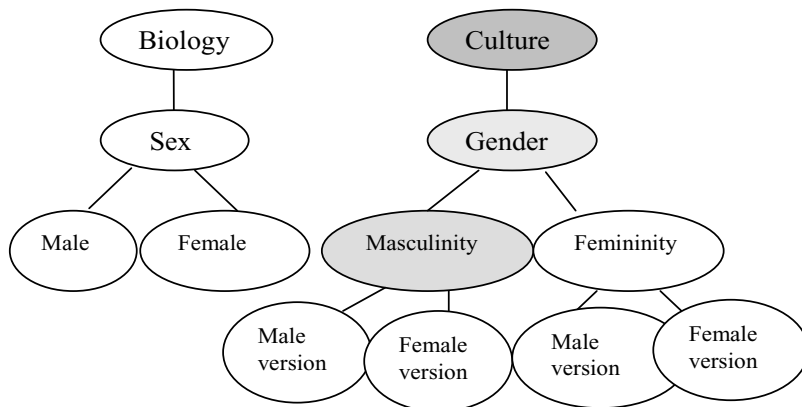 Biology
Culture
Sex
Gender
Male
Female
Masculinity
Femininity
Male
version
Female
version
Male
version
Female
version